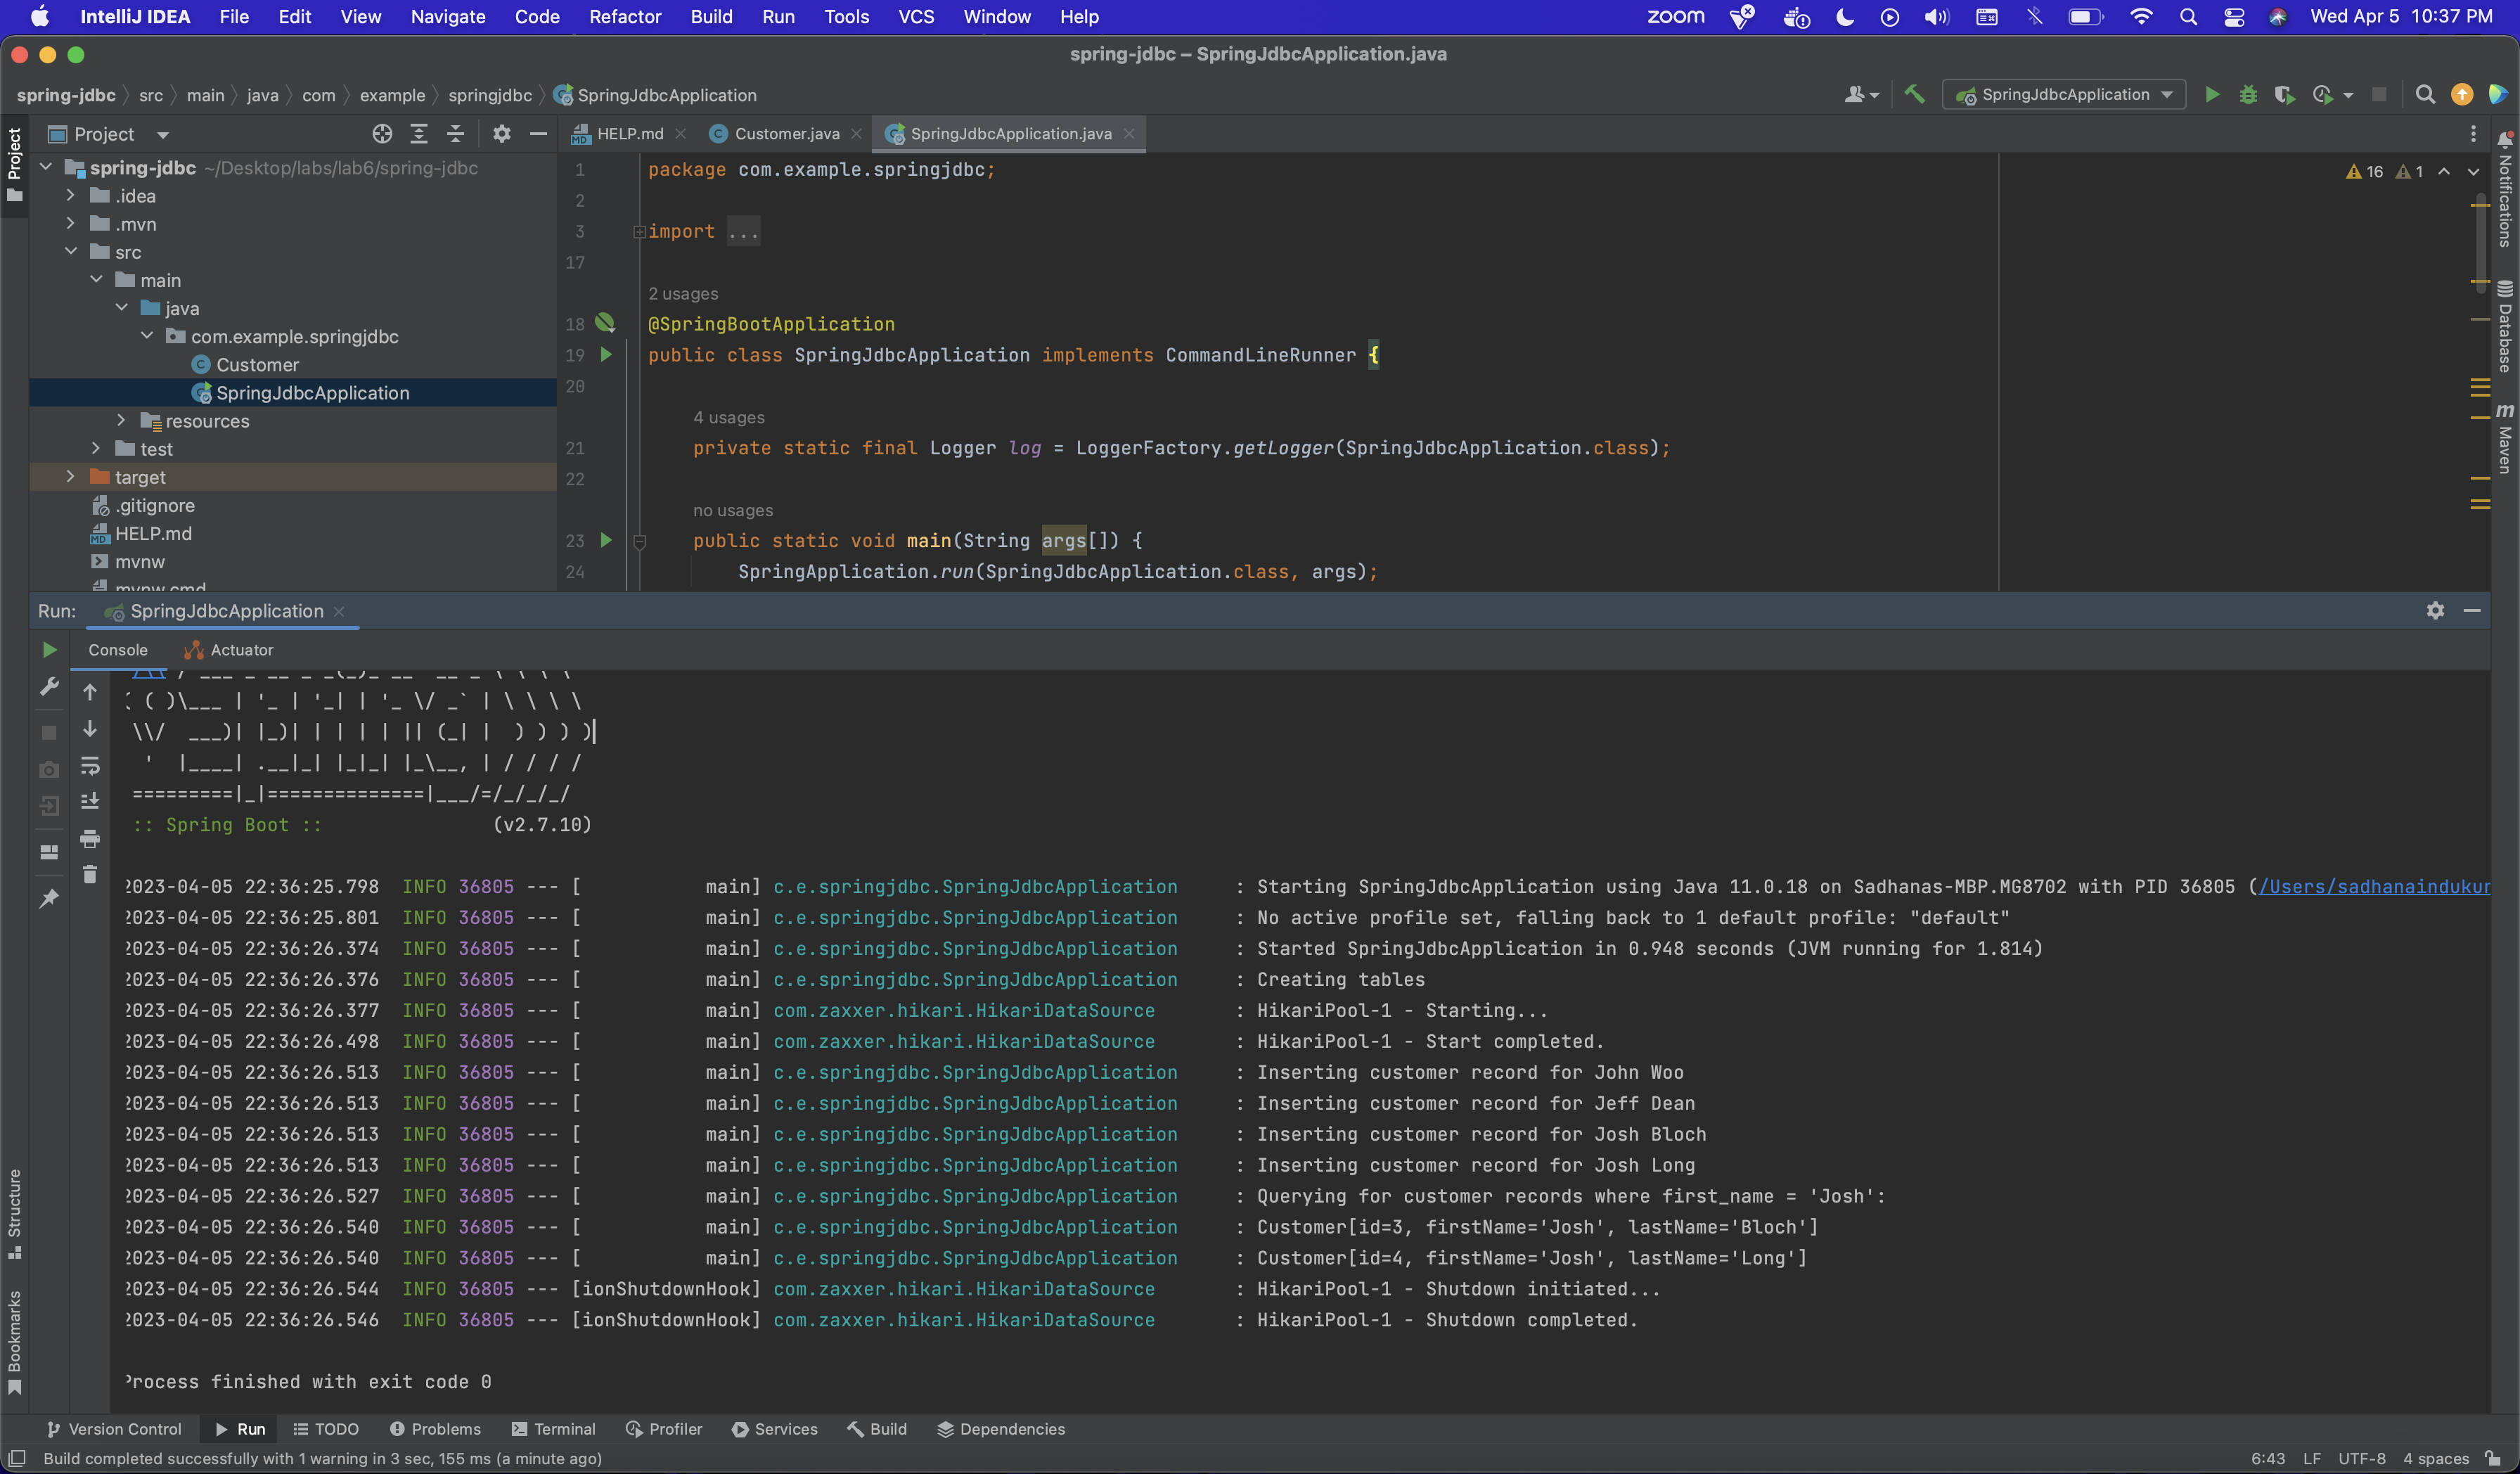 IntelliJ IDEA File Edit View Navigate Code Refactor Build Run Tools VCS Window Help zoom Wed Apr 5 10:37 PM
spring-jdbc – SpringJdbcApplication.java
spring-jdbc src main java com example springjdbc SpringJdbcApplication SpringJdbcApplication
Project
Project
HELP.md Customer.java SpringJdbcApplication.java
spring-jdbc ~/Desktop/labs/lab6/spring-jdbc
.idea
.mvn
src
main
java
com.example.springjdbc
Customer
SpringJdbcApplication
resources
test
target
.gitignore
HELP.md
mvnw
mvnw.cmd
16 1
1 package com.example.springjdbc;
2
3 import ...
17
2 usages
18 @SpringBootApplication
19 public class SpringJdbcApplication implements CommandLineRunner {
20
4 usages
21 private static final Logger log = LoggerFactory.getLogger(SpringJdbcApplication.class);
22
no usages
23 public static void main(String args[]) {
24 SpringApplication.run(SpringJdbcApplication.class, args);
Notifications
Database
Maven
Run: SpringJdbcApplication
Console Actuator
( ( )\___ | '_ | '_| | '_ \/ _` | \ \ \ \
\\/  ___)| |_)| | | | | || (_| |  ) ) ) )
'  |____| .__|_| |_|_| |_\__, | / / / /
=========|_|==============|___/=/_/_/_/
:: Spring Boot :: (v2.7.10)
2023-04-05 22:36:25.798 INFO 36805 --- [ main] c.e.springjdbc.SpringJdbcApplication : Starting SpringJdbcApplication using Java 11.0.18 on Sadhanas-MBP.MG8702 with PID 36805 (/Users/sadhanaindukur
2023-04-05 22:36:25.801 INFO 36805 --- [ main] c.e.springjdbc.SpringJdbcApplication : No active profile set, falling back to 1 default profile: "default"
2023-04-05 22:36:26.374 INFO 36805 --- [ main] c.e.springjdbc.SpringJdbcApplication : Started SpringJdbcApplication in 0.948 seconds (JVM running for 1.814)
2023-04-05 22:36:26.376 INFO 36805 --- [ main] c.e.springjdbc.SpringJdbcApplication : Creating tables
2023-04-05 22:36:26.377 INFO 36805 --- [ main] com.zaxxer.hikari.HikariDataSource : HikariPool-1 - Starting...
2023-04-05 22:36:26.498 INFO 36805 --- [ main] com.zaxxer.hikari.HikariDataSource : HikariPool-1 - Start completed.
2023-04-05 22:36:26.513 INFO 36805 --- [ main] c.e.springjdbc.SpringJdbcApplication : Inserting customer record for John Woo
2023-04-05 22:36:26.513 INFO 36805 --- [ main] c.e.springjdbc.SpringJdbcApplication : Inserting customer record for Jeff Dean
2023-04-05 22:36:26.513 INFO 36805 --- [ main] c.e.springjdbc.SpringJdbcApplication : Inserting customer record for Josh Bloch
2023-04-05 22:36:26.513 INFO 36805 --- [ main] c.e.springjdbc.SpringJdbcApplication : Inserting customer record for Josh Long
2023-04-05 22:36:26.527 INFO 36805 --- [ main] c.e.springjdbc.SpringJdbcApplication : Querying for customer records where first_name = 'Josh':
2023-04-05 22:36:26.540 INFO 36805 --- [ main] c.e.springjdbc.SpringJdbcApplication : Customer[id=3, firstName='Josh', lastName='Bloch']
2023-04-05 22:36:26.540 INFO 36805 --- [ main] c.e.springjdbc.SpringJdbcApplication : Customer[id=4, firstName='Josh', lastName='Long']
2023-04-05 22:36:26.544 INFO 36805 --- [ionShutdownHook] com.zaxxer.hikari.HikariDataSource : HikariPool-1 - Shutdown initiated...
2023-04-05 22:36:26.546 INFO 36805 --- [ionShutdownHook] com.zaxxer.hikari.HikariDataSource : HikariPool-1 - Shutdown completed.
Process finished with exit code 0
Structure
Bookmarks
Version Control Run TODO Problems Terminal Profiler Services Build Dependencies
Build completed successfully with 1 warning in 3 sec, 155 ms (a minute ago) 6:43 LF UTF-8 4 spaces